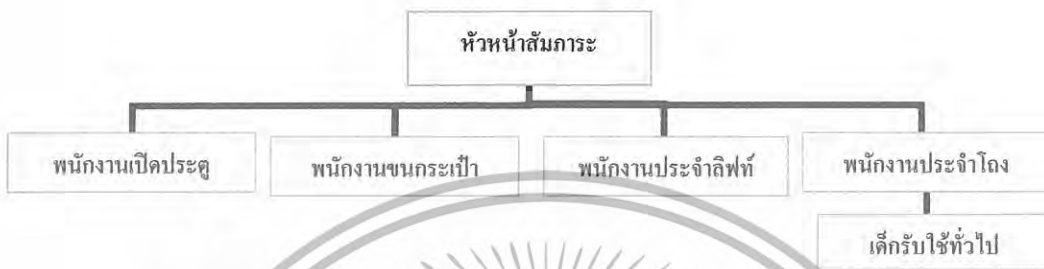 หัวหน้าสัมภาระ
พนักงานเปิดประตู
พนักงานขนกระเป๋า
พนักงานประจำลิฟท์
พนักงานประจำโถง
เด็กรับใช้ทั่วไป